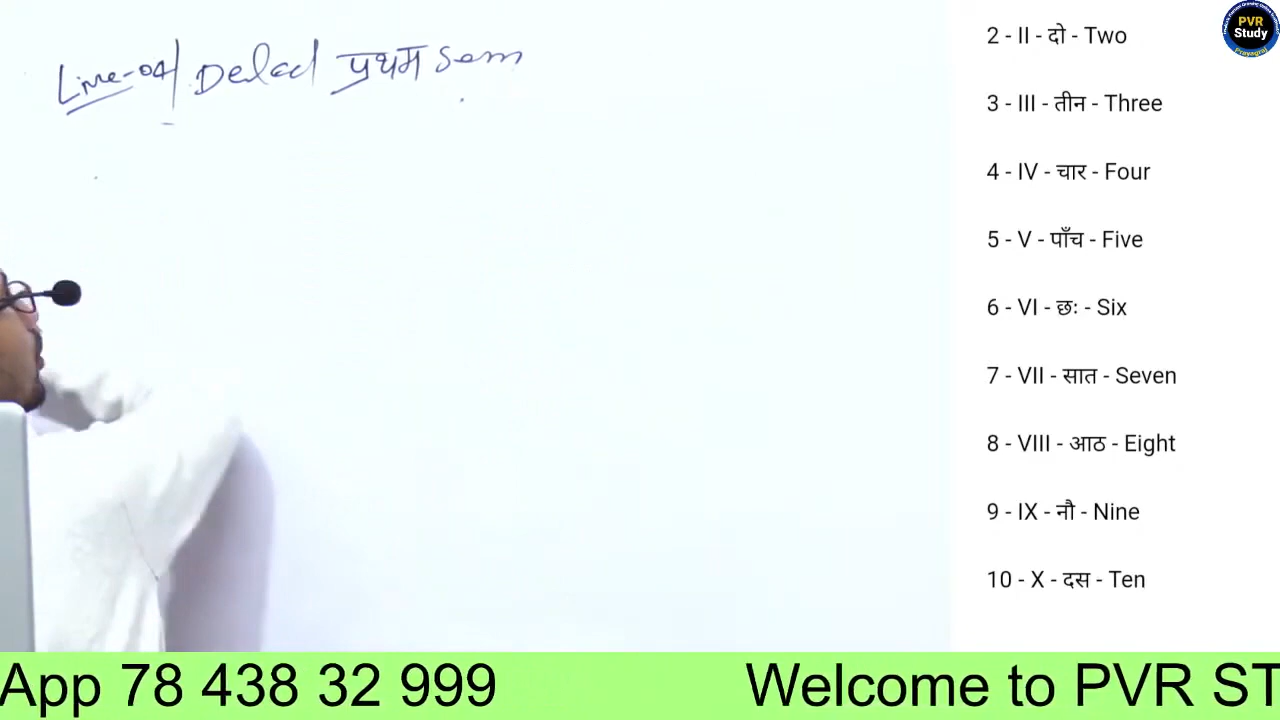 Live-04 Deled प्रथम Sem
2 - II - दो - Two
3 - III - तीन - Three
4 - IV - चार - Four
5 - V - पाँच - Five
6 - VI - छः - Six
7 - VII - सात - Seven
8 - VIII - आठ - Eight
9 - IX - नौ - Nine
10 - X - दस - Ten
PVR
Study
Prayagraj
App 78 438 32 999 Welcome to PVR ST